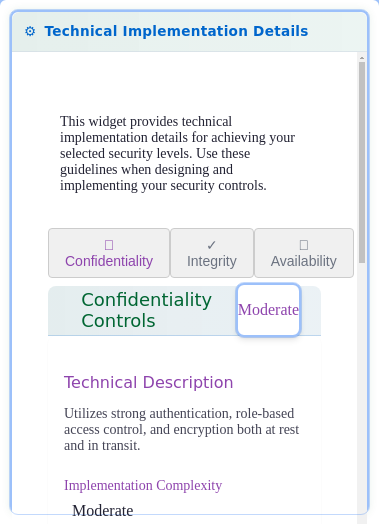 Technical Implementation Details
This widget provides technical
implementation details for achieving your
selected security levels. Use these
guidelines when designing and
implementing your security controls.
Confidentiality
Integrity
Availability
Confidentiality
Controls
Moderate
Technical Description
Utilizes strong authentication, role-based
access control, and encryption both at rest
and in transit.
Implementation Complexity
Moderate